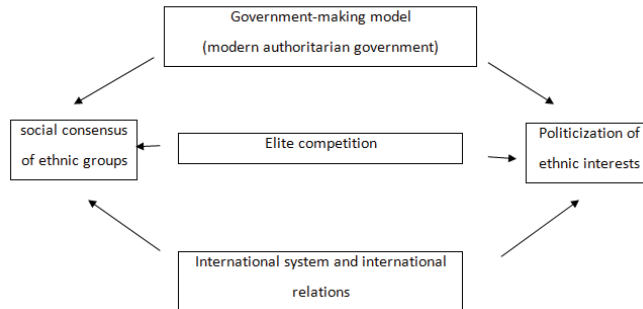 Government-making model
(modern authoritarian government)
social consensus
of ethnic groups
Elite competition
Politicization of
ethnic interests
International system and international
relations